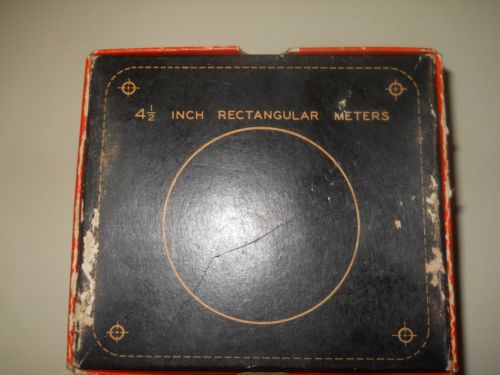 4½ INCH RECTANGULAR METERS